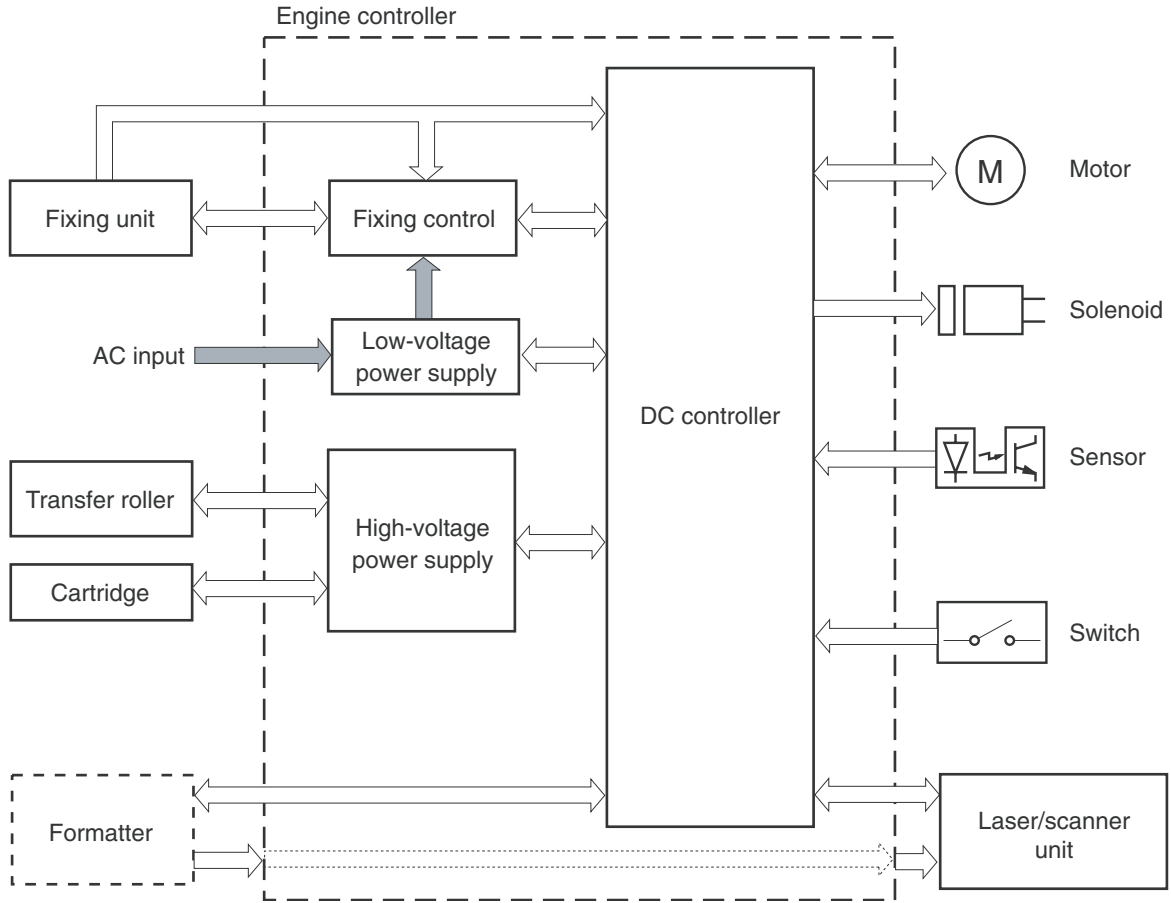 Engine controller
Fixing unit
Fixing control
M
Motor
Solenoid
AC input
Low-voltage
power supply
DC controller
Sensor
Transfer roller
High-voltage
power supply
Cartridge
Switch
Formatter
Laser/scanner
unit